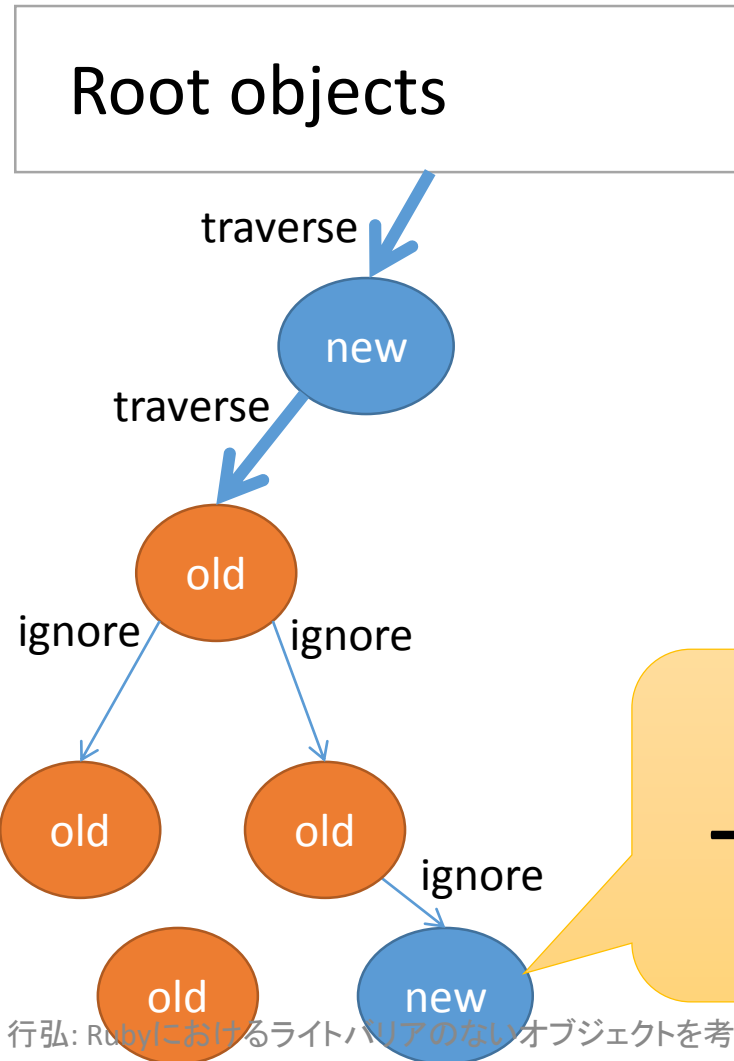 Root objects
traverse
new
traverse
old
ignore
ignore
old
old
ignore
old
new
行弘: Rubyにおけるライトバリアのないオブジェクトを考